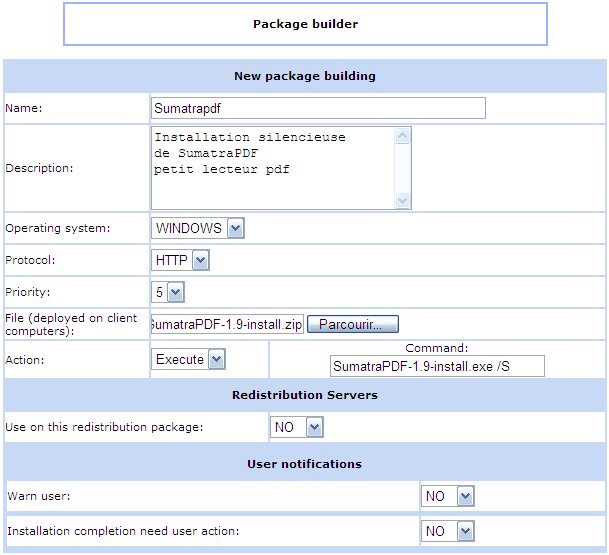 Package builder
New package building
Name: Sumatrapdf
Description: Installation silencieuse
de SumatraPDF
petit lecteur pdf
Operating system: WINDOWS
Protocol: HTTP
Priority: 5
File (deployed on client
computers): SumatraPDF-1.9-install.zip Parcourir...
Action: Execute
Command:
SumatraPDF-1.9-install.exe /S
Redistribution Servers
Use on this redistribution package: NO
User notifications
Warn user: NO
Installation completion need user action: NO